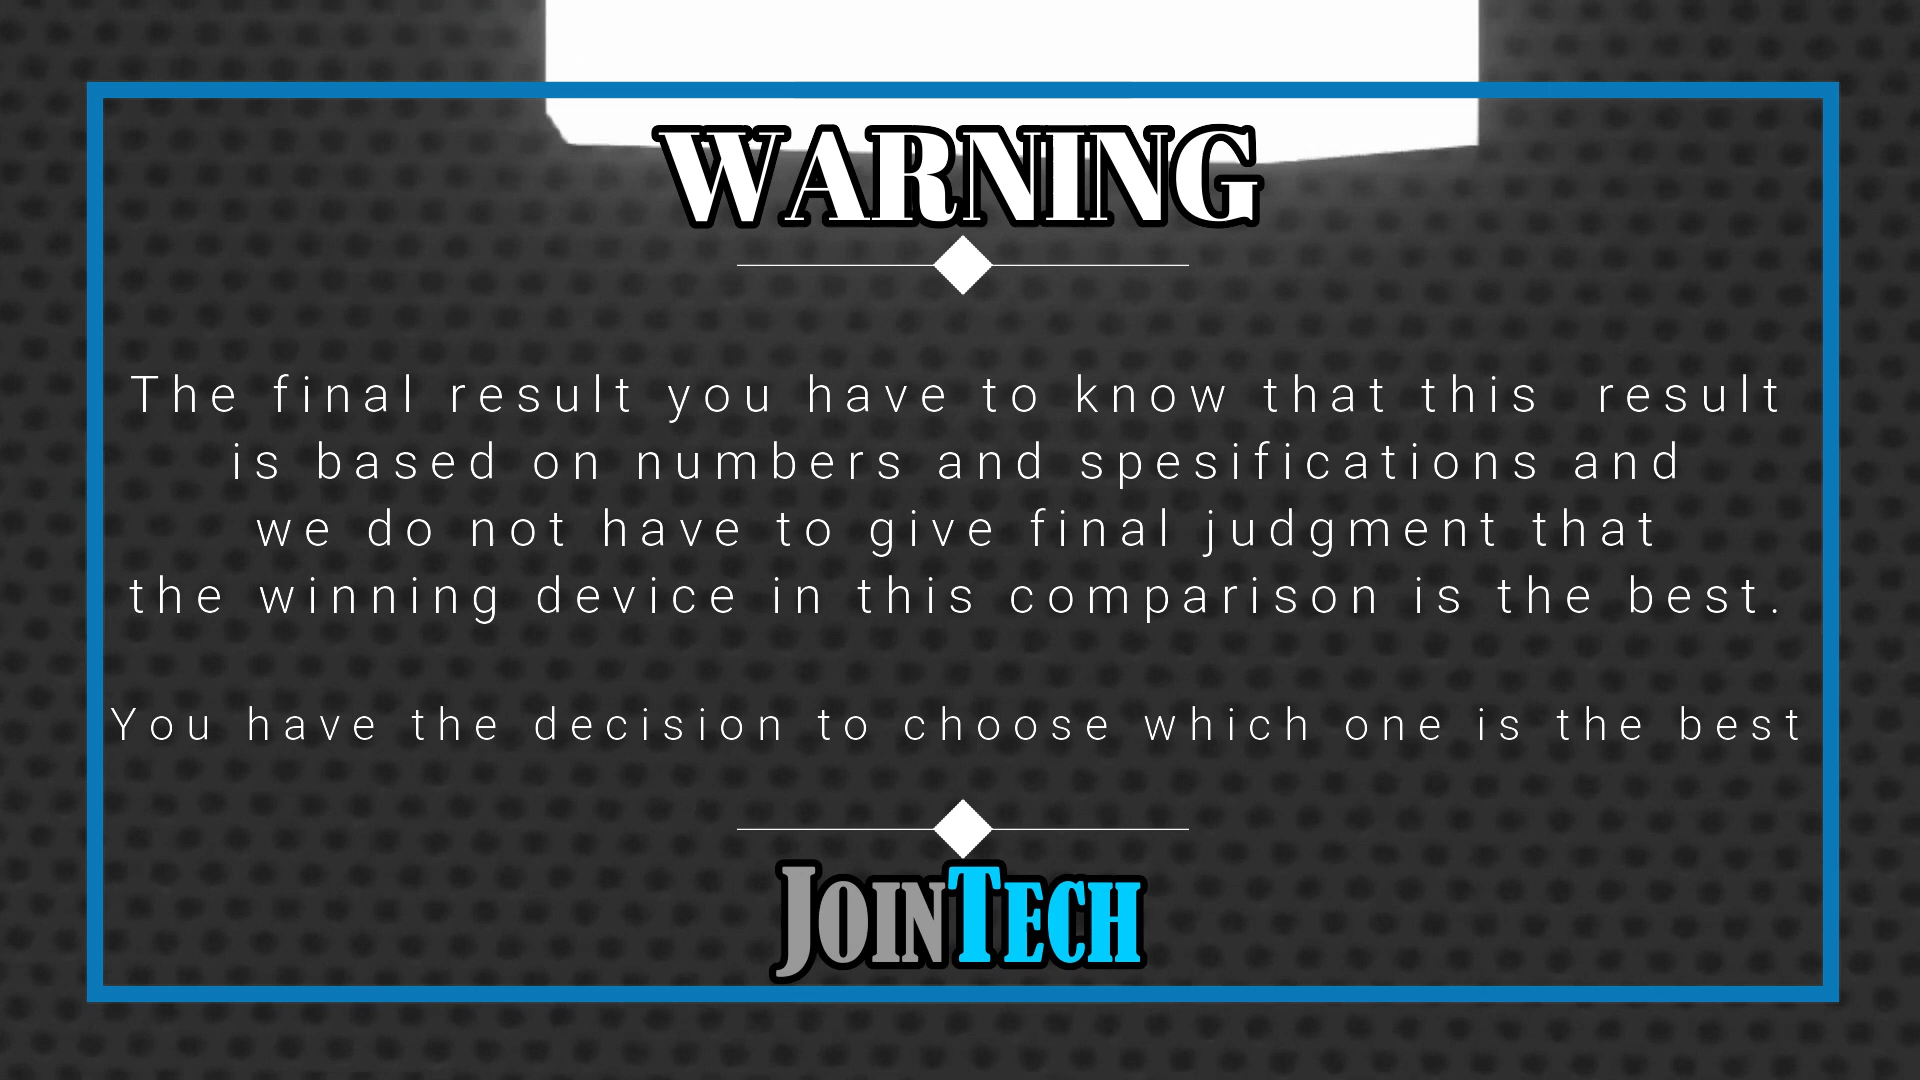 WARNING
The final result you have to know that this result
is based on numbers and spesifications and
we do not have to give final judgment that
the winning device in this comparison is the best.
You have the decision to choose which one is the best
JOINTECH